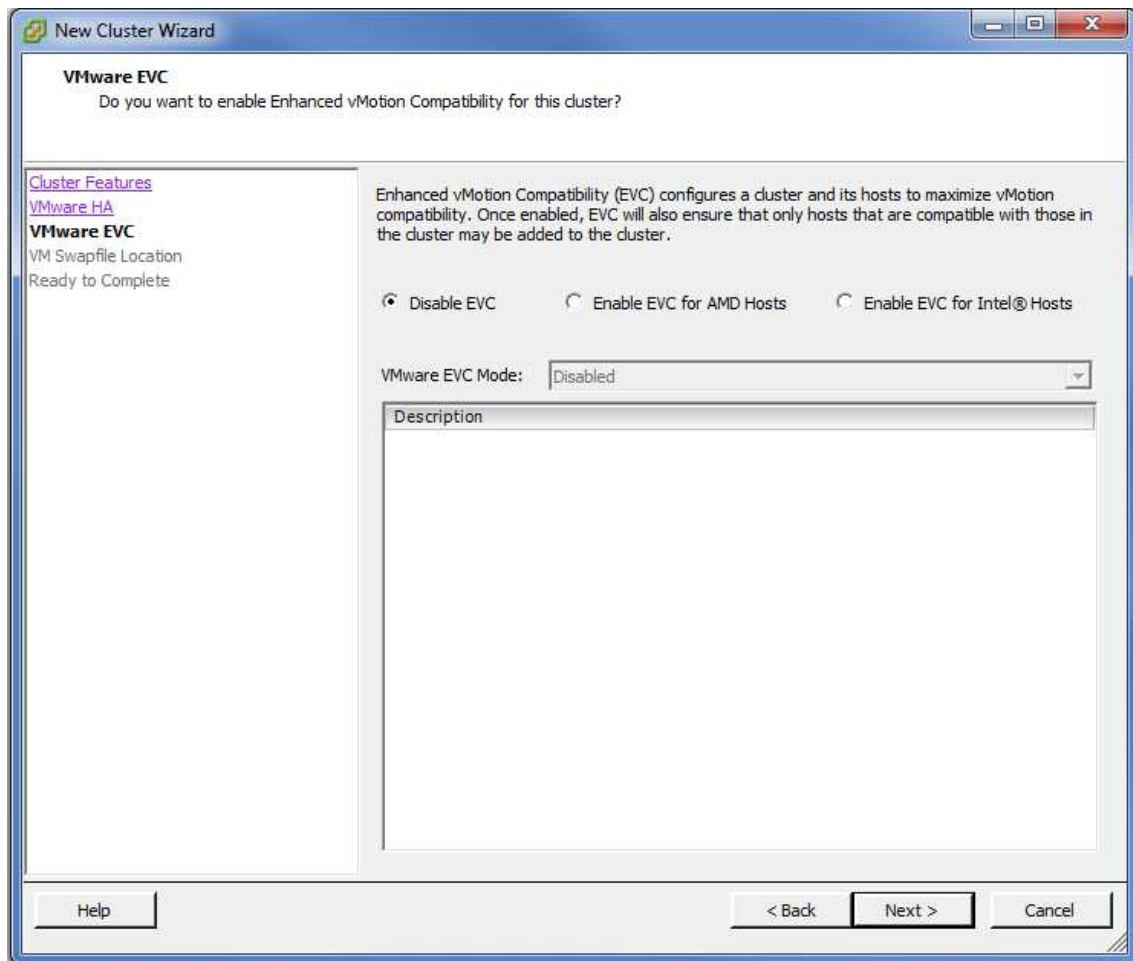 New Cluster Wizard
VMware EVC
Do you want to enable Enhanced vMotion Compatibility for this cluster?
Cluster Features
VMware HA
VMware EVC
VM Swapfile Location
Ready to Complete
Enhanced vMotion Compatibility (EVC) configures a cluster and its hosts to maximize vMotion
compatibility. Once enabled, EVC will also ensure that only hosts that are compatible with those in
the cluster may be added to the cluster.
Disable EVC Enable EVC for AMD Hosts Enable EVC for Intel® Hosts
VMware EVC Mode: Disabled
Description
Help < Back Next > Cancel